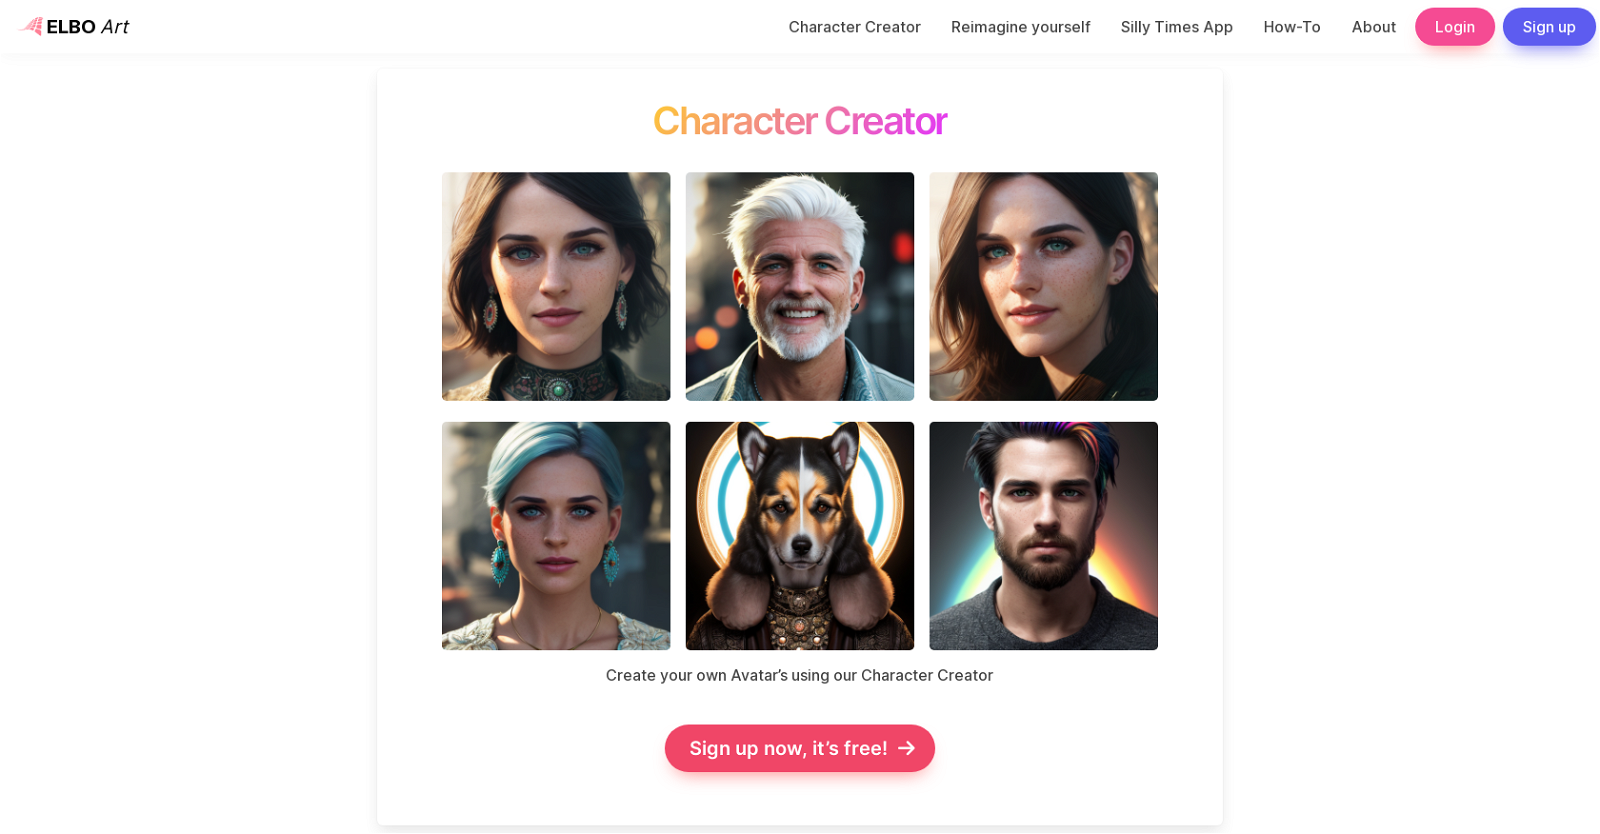 ELBO Art
Character Creator
Reimagine yourself
Silly Times App
How-To
About
Login
Sign up
Character Creator
Create your own Avatar’s using our Character Creator
Sign up now, it’s free!